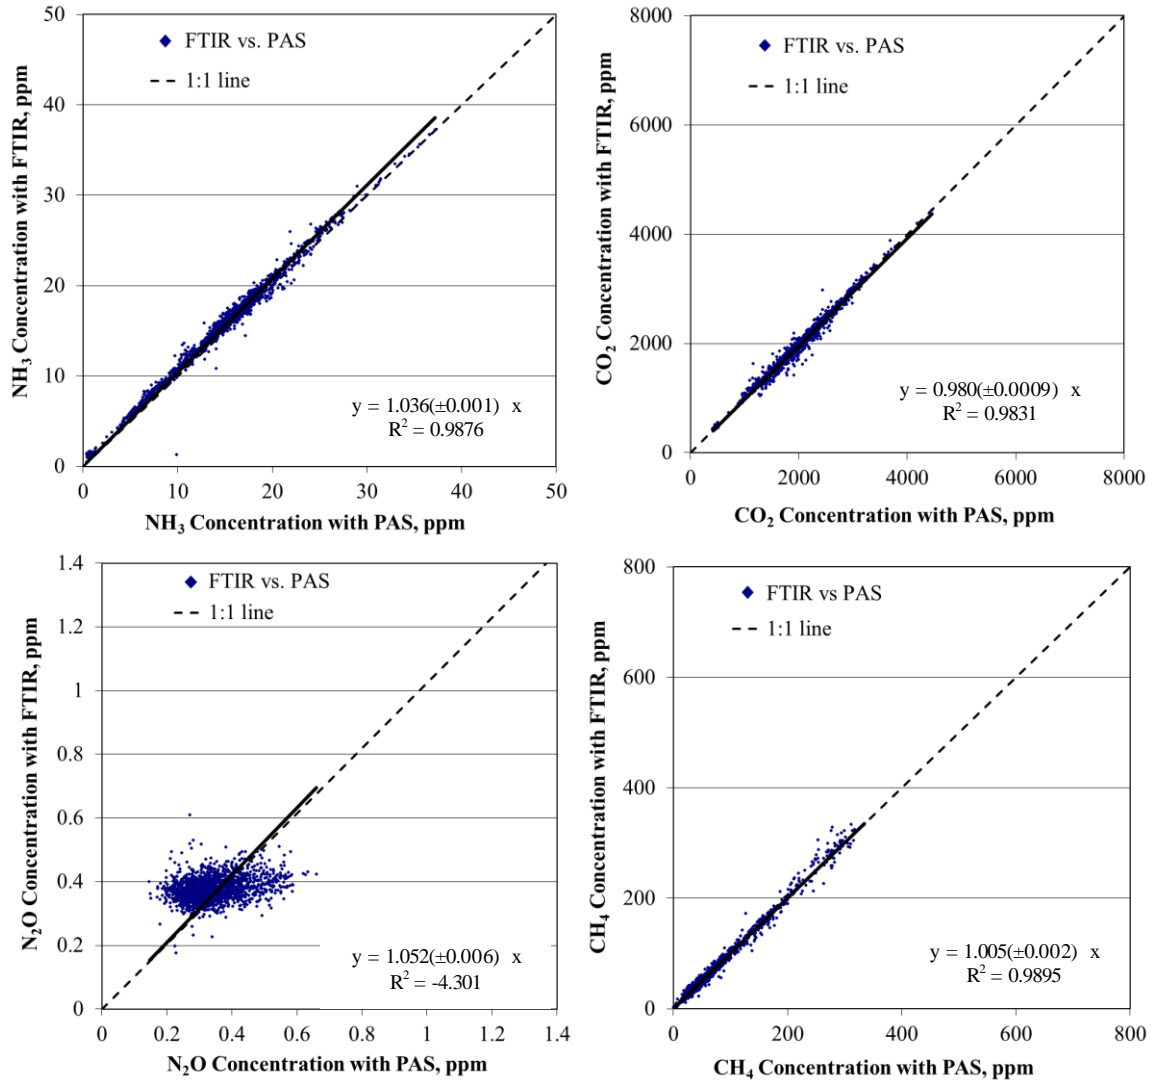 NH3 Concentration with FTIR, ppm
50
40
30
20
10
0
FTIR vs. PAS
1:1 line
y = 1.036(±0.001) x
R² = 0.9876
0 10 20 30 40 50
NH3 Concentration with PAS, ppm
CO2 Concentration with FTIR, ppm
8000
6000
4000
2000
0
FTIR vs. PAS
1:1 line
y = 0.980(±0.0009) x
R² = 0.9831
0 2000 4000 6000 8000
CO2 Concentration with PAS, ppm
N2O Concentration with FTIR, ppm
1.4
1.2
1
0.8
0.6
0.4
0.2
0
FTIR vs. PAS
1:1 line
y = 1.052(±0.006) x
R² = -4.301
0 0.2 0.4 0.6 0.8 1 1.2 1.4
N2O Concentration with PAS, ppm
CH4 Concentration with FTIR, ppm
800
600
400
200
0
FTIR vs PAS
1:1 line
y = 1.005(±0.002) x
R² = 0.9895
0 200 400 600 800
CH4 Concentration with PAS, ppm